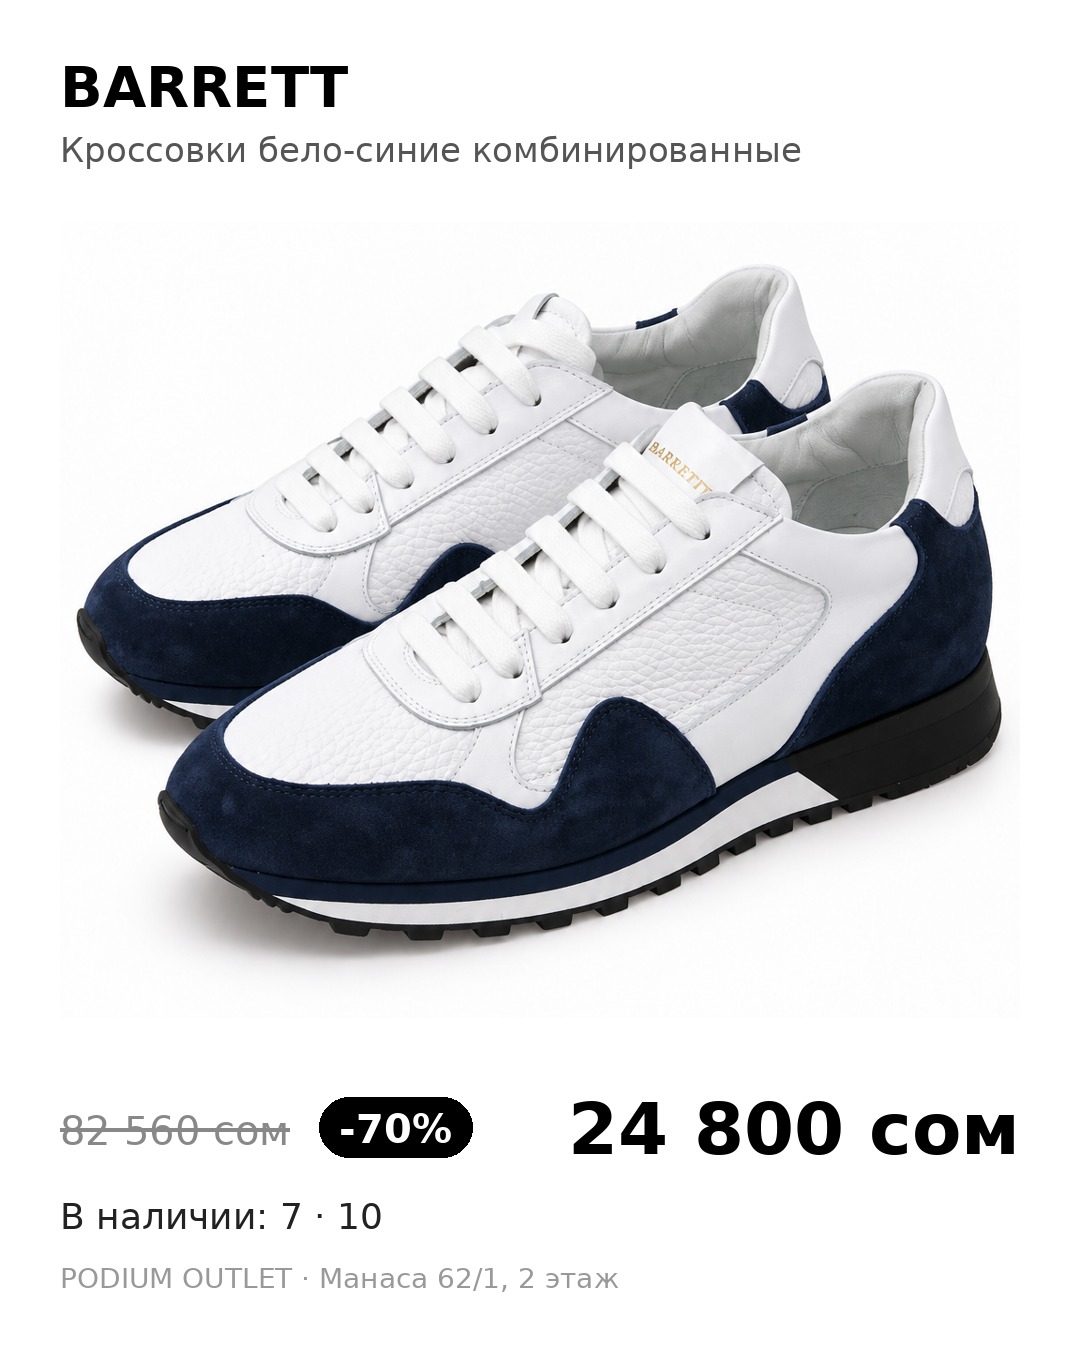 BARRETT
Кроссовки бело-синие комбинированные
BARRETT
82 560 сом
-70%
24 800 сом
В наличии: 7 · 10
PODIUM OUTLET · Манаса 62/1, 2 этаж